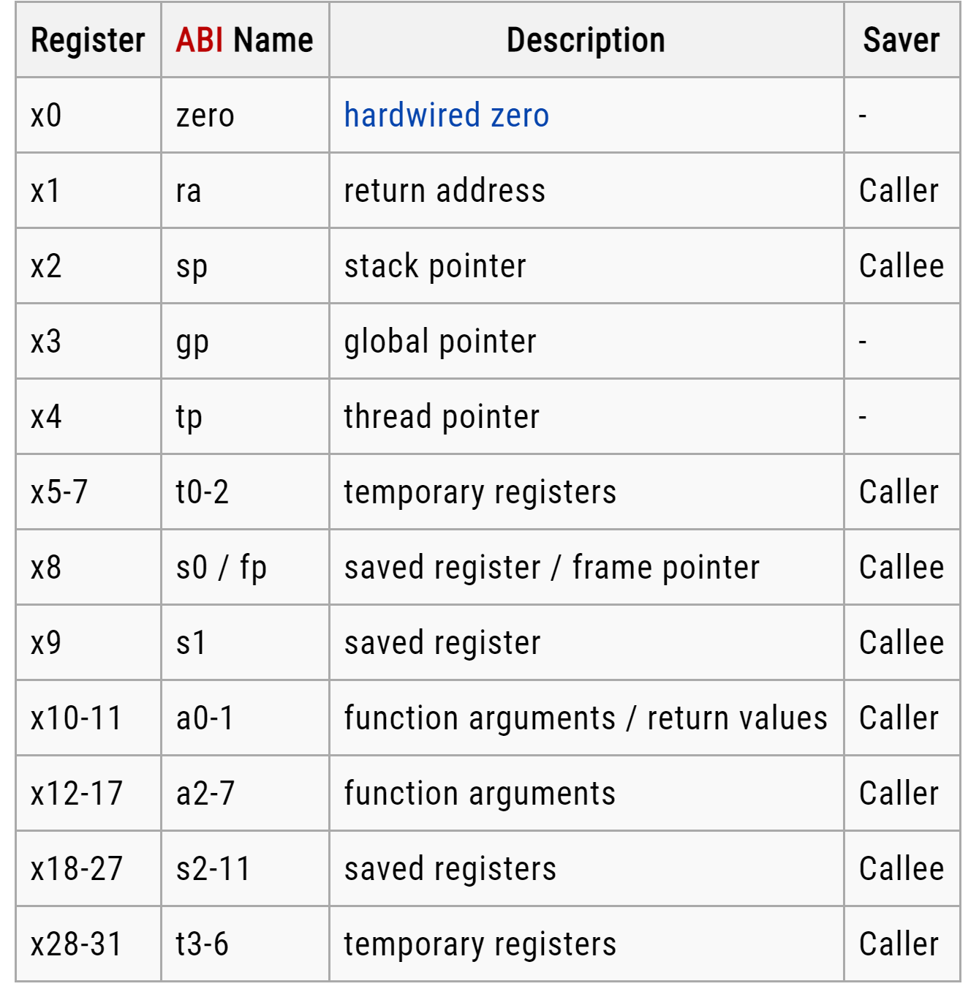 Register ABI Name Description Saver
x0 zero hardwired zero -
x1 ra return address Caller
x2 sp stack pointer Callee
x3 gp global pointer -
x4 tp thread pointer -
x5-7 t0-2 temporary registers Caller
x8 s0 / fp saved register / frame pointer Callee
x9 s1 saved register Callee
x10-11 a0-1 function arguments / return values Caller
x12-17 a2-7 function arguments Caller
x18-27 s2-11 saved registers Callee
x28-31 t3-6 temporary registers Caller